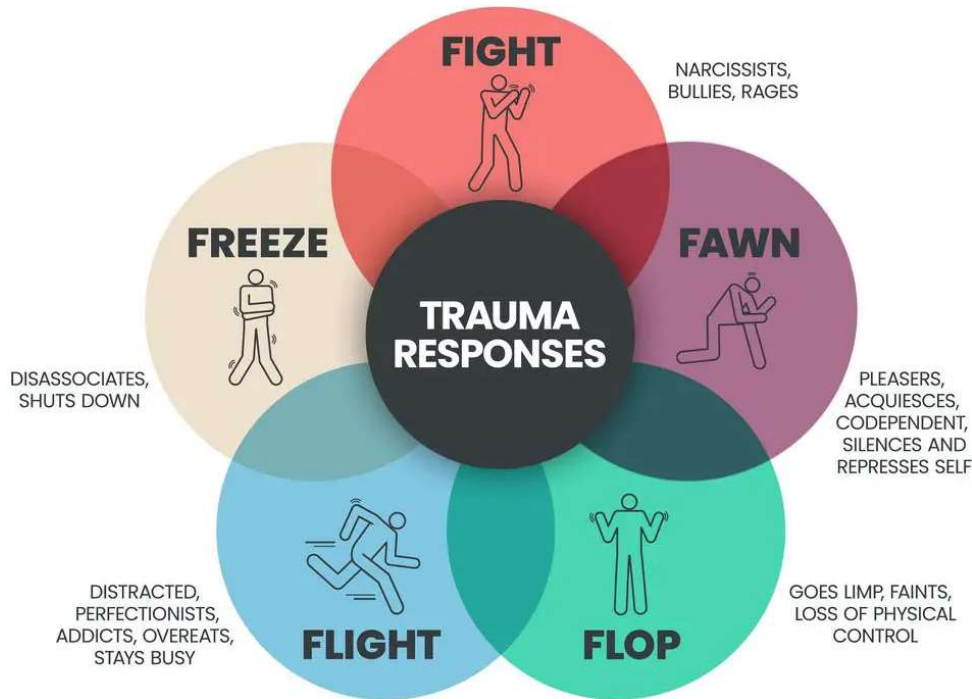 FIGHT
NARCISSISTS,
BULLIES, RAGES
FREEZE
FAWN
TRAUMA
RESPONSES
DISASSOCIATES,
SHUTS DOWN
PLEASERS,
ACQUIESCES,
CODEPENDENT,
SILENCES AND
REPRESSES SELF
DISTRACTED,
PERFECTIONISTS,
ADDICTS, OVEREATS,
STAYS BUSY
FLIGHT
FLOP
GOES LIMP, FAINTS,
LOSS OF PHYSICAL
CONTROL